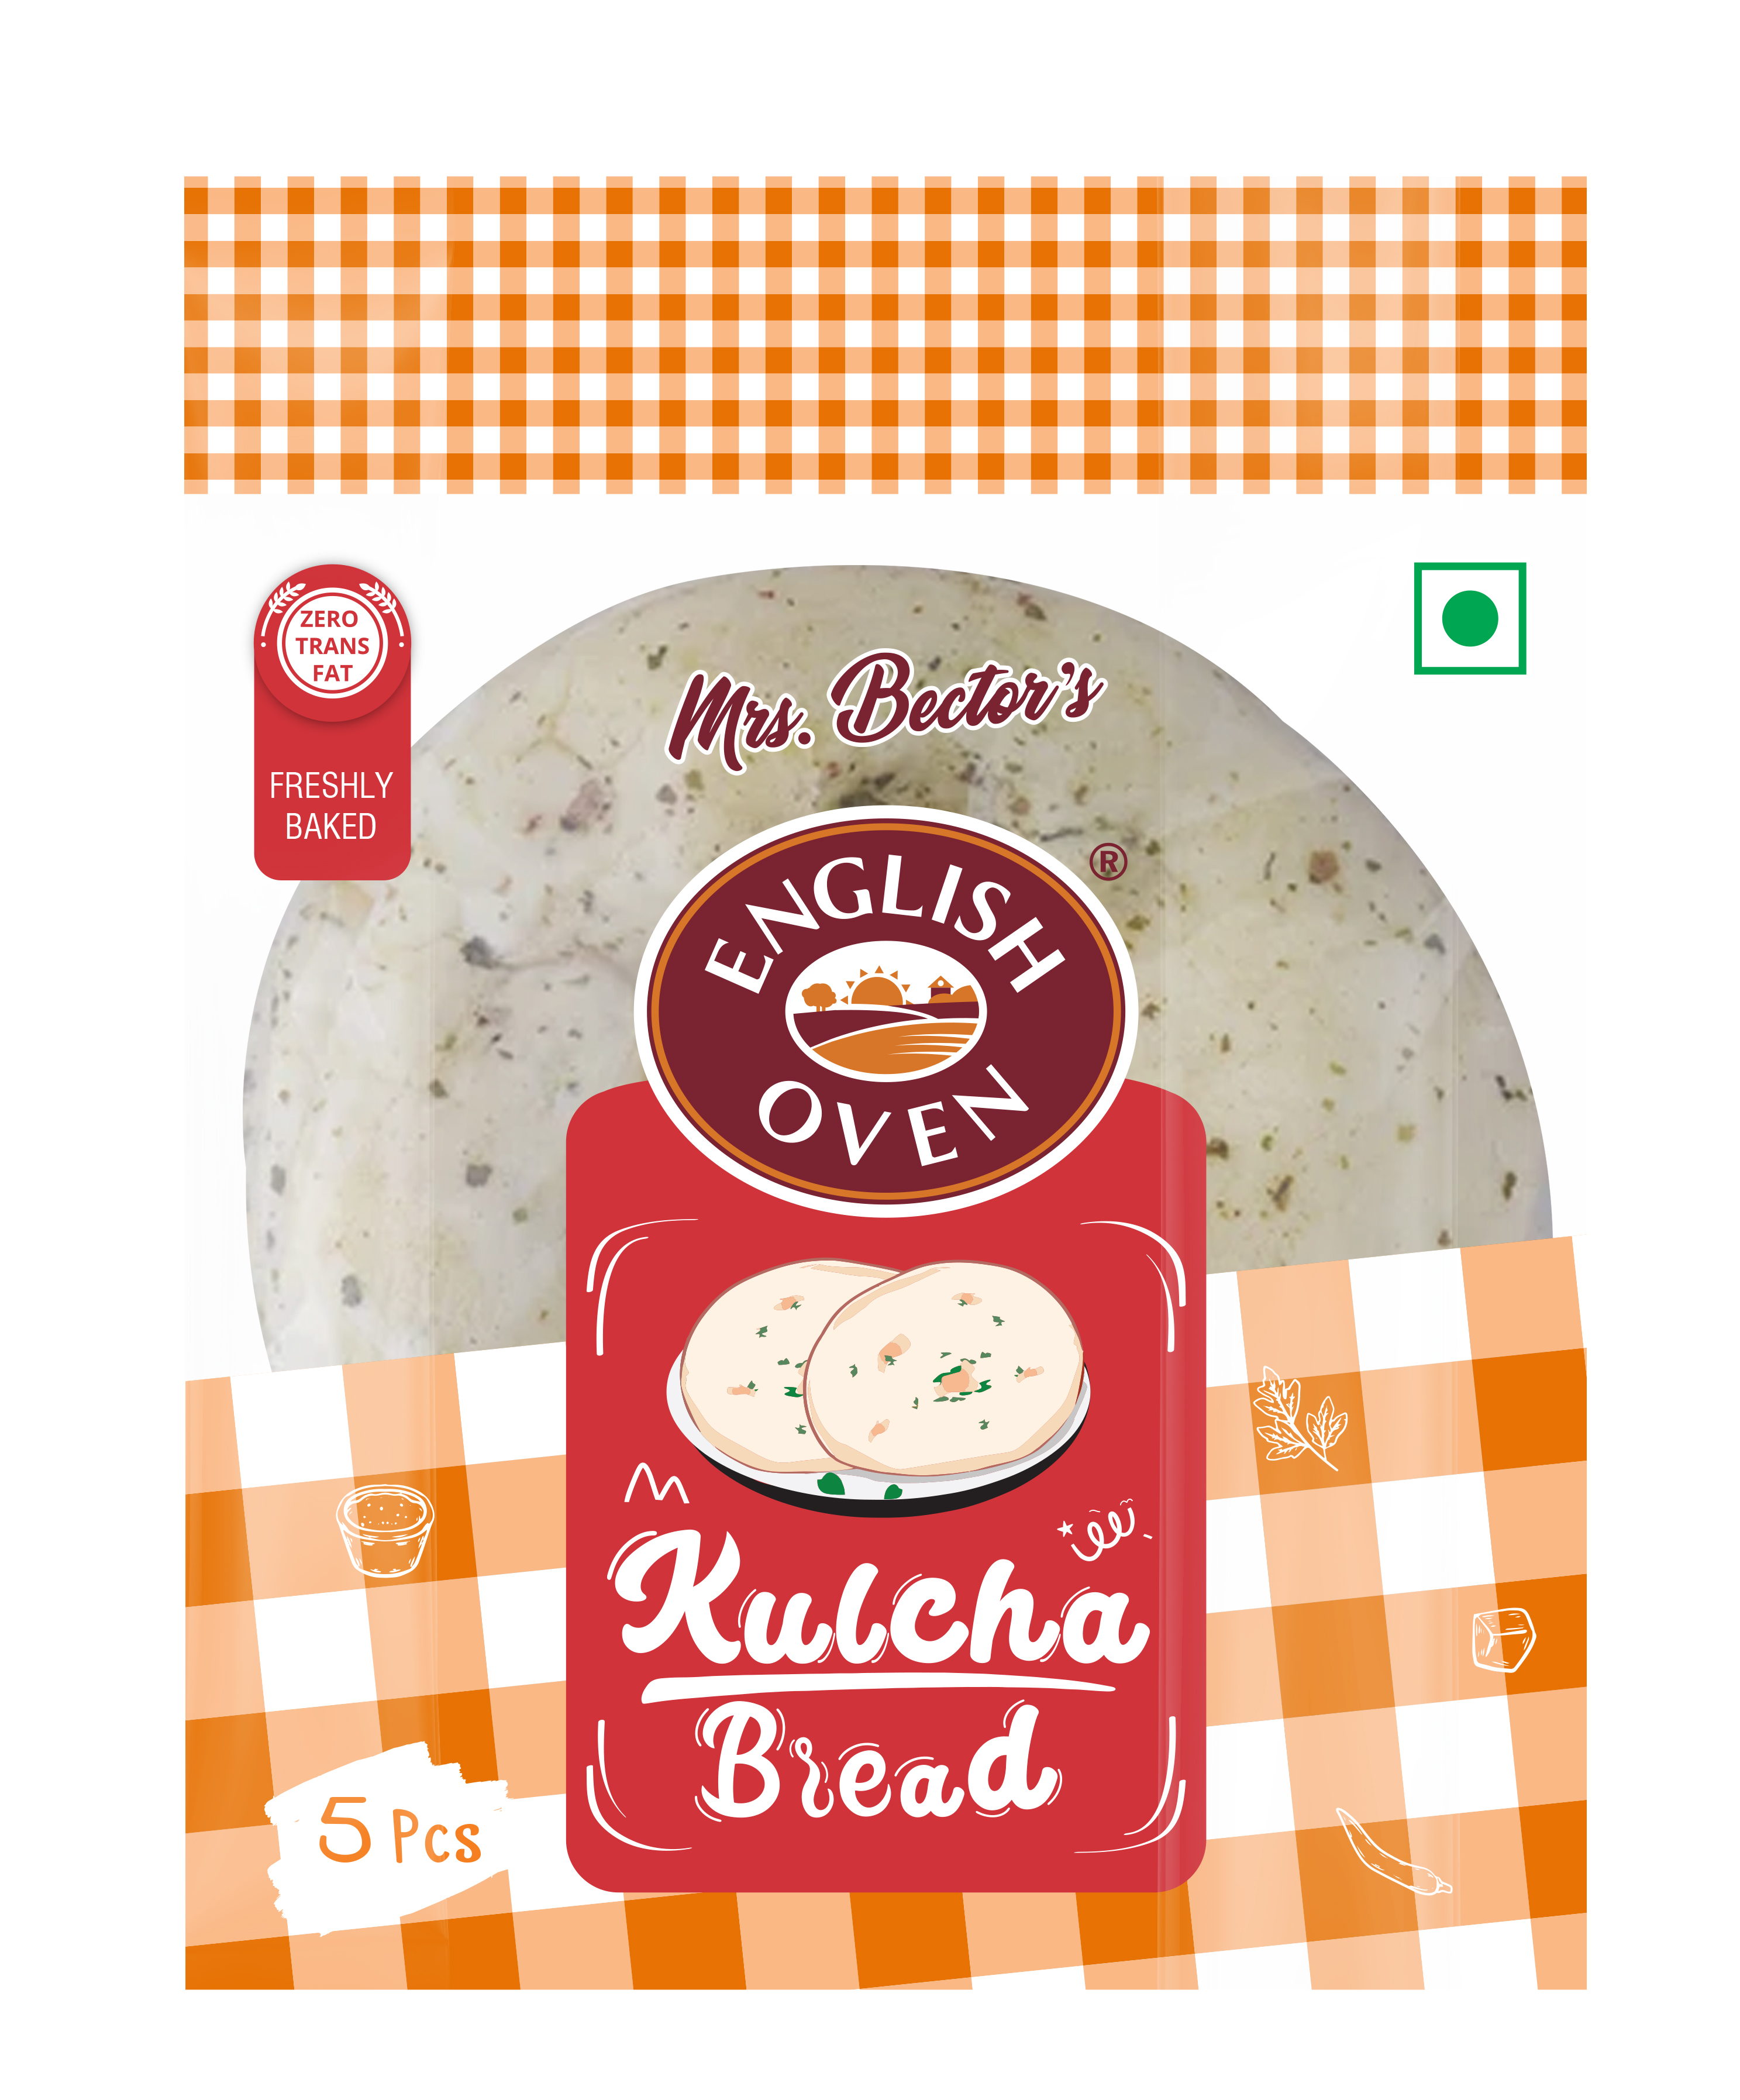 ZERO
TRANS
FAT
FRESHLY
BAKED
Mrs. Bector's
ENGLISH
OVEN
®
Kulcha
Bread
5 Pcs